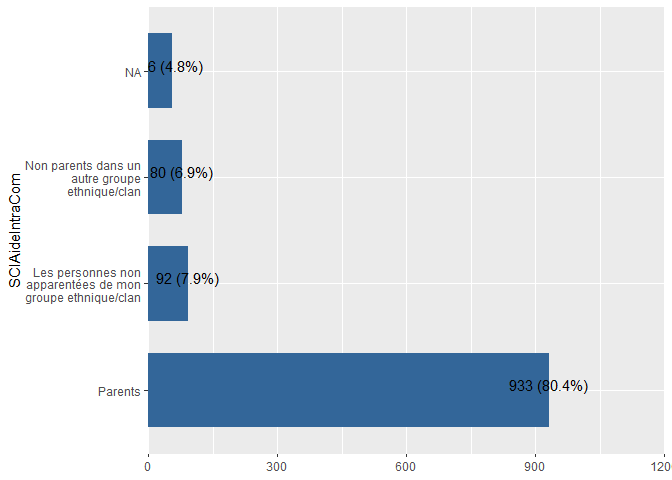 SCIAideIntraCom
NA
6 (4.8%)
Non parents dans un
autre groupe
ethnique/clan
80 (6.9%)
Les personnes non
apparentées de mon
groupe ethnique/clan
92 (7.9%)
Parents
933 (80.4%)
0
300
600
900
120